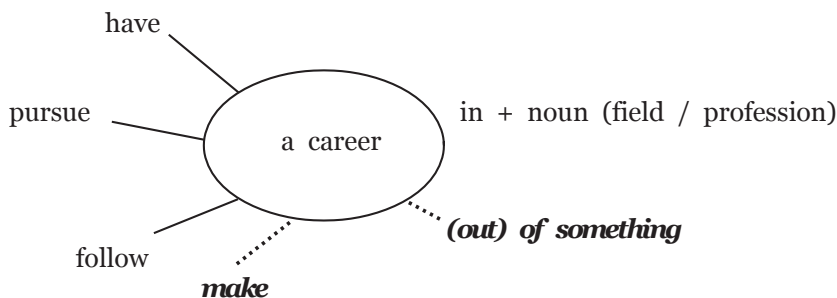 have
pursue
a career
in + noun (field / profession)
follow
(out) of something
make